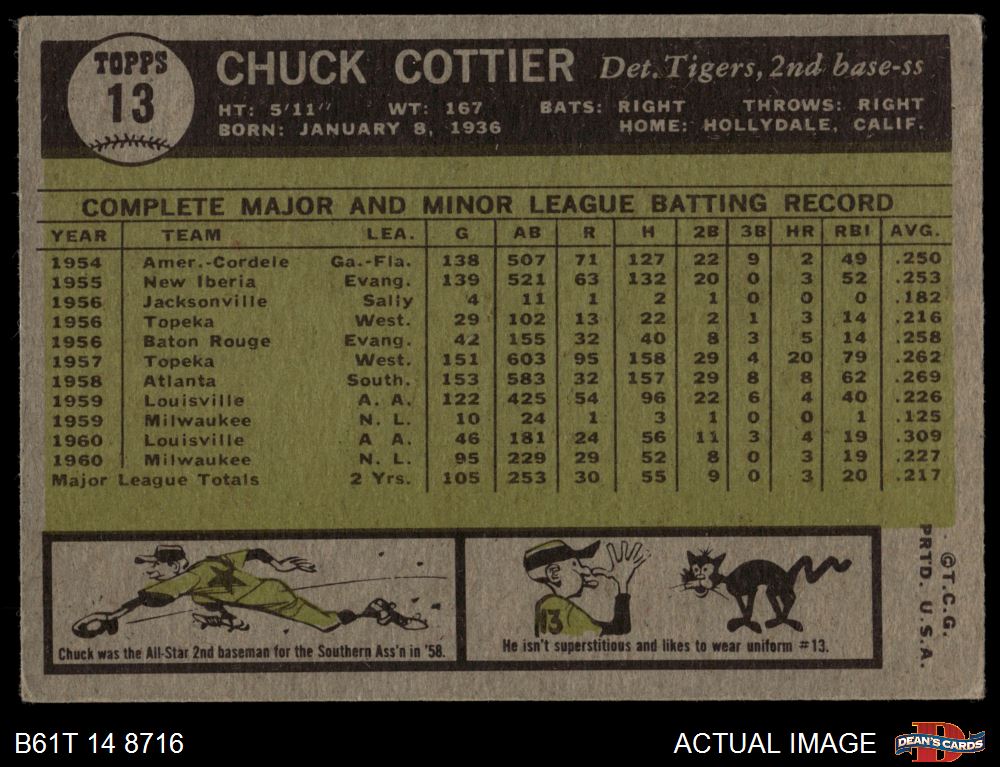 TOPPS
13
CHUCK COTTIER Det. Tigers, 2nd base-ss
HT: 5'11" WT: 167 BATS: RIGHT THROWS: RIGHT
BORN: JANUARY 8, 1936 HOME: HOLLYDALE, CALIF.
COMPLETE MAJOR AND MINOR LEAGUE BATTING RECORD
YEAR TEAM LEA. G AB R H 2B 3B HR RBI AVG.
1954 Amer.-Cordele Ga.-Fla. 138 507 71 127 22 9 2 49 .250
1955 New Iberia Evang. 139 521 63 132 20 0 3 52 .253
1956 Jacksonville Sally 4 11 1 2 1 0 0 0 .182
1956 Topeka West. 29 102 13 22 2 1 3 14 .216
1956 Baton Rouge Evang. 42 155 32 40 8 3 5 14 .258
1957 Topeka West. 151 603 95 158 29 4 20 79 .262
1958 Atlanta South. 153 583 32 157 29 8 8 62 .269
1959 Louisville A. A. 122 425 54 96 22 6 4 40 .226
1959 Milwaukee N. L. 10 24 1 3 1 0 0 1 .125
1960 Louisville A A. 46 181 24 56 11 3 4 19 .309
1960 Milwaukee N. L. 95 229 29 52 8 0 3 19 .227
Major League Totals 2 Yrs. 105 253 30 55 9 0 3 20 .217
13
Chuck was the All-Star 2nd baseman for the Southern Ass'n in '58.
He isn't superstitious and likes to wear uniform #13.
©T.C.G.
PRTD. U.S.A.
B61T 14 8716
ACTUAL IMAGE
D
DEAN'S CARDS